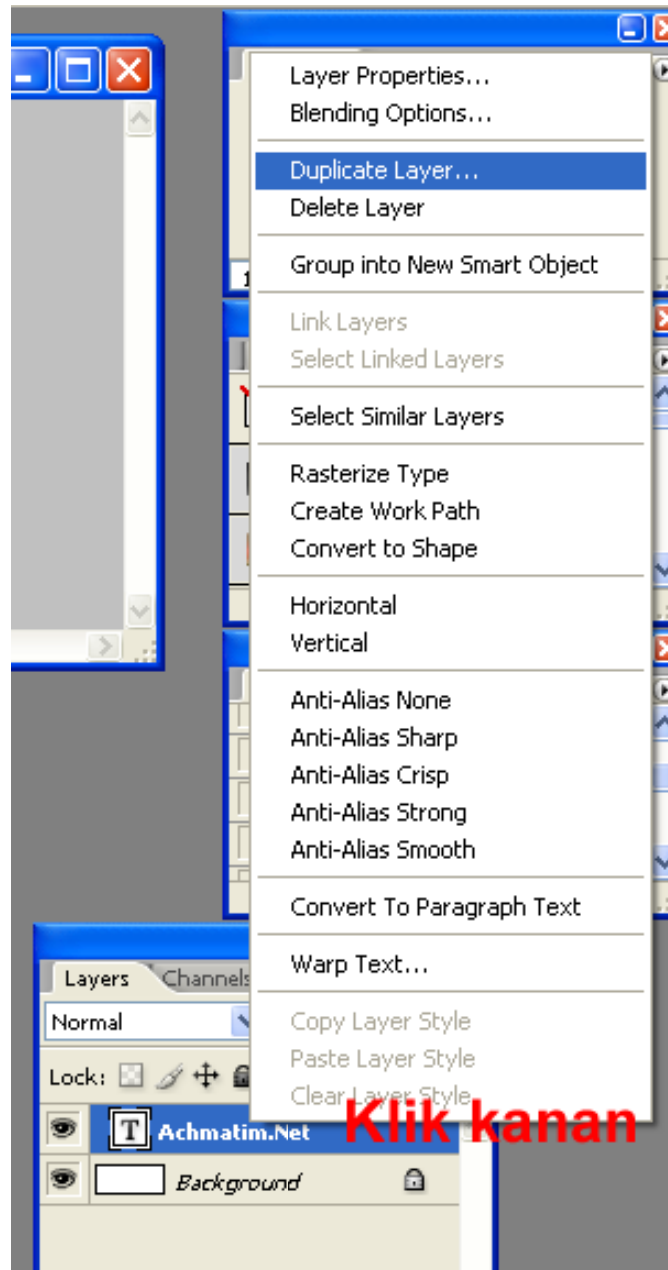 Layer Properties...
Blending Options...
Duplicate Layer...
Delete Layer
Group into New Smart Object
Link Layers
Select Linked Layers
Select Similar Layers
Rasterize Type
Create Work Path
Convert to Shape
Horizontal
Vertical
Anti-Alias None
Anti-Alias Sharp
Anti-Alias Crisp
Anti-Alias Strong
Anti-Alias Smooth
Convert To Paragraph Text
Warp Text...
Copy Layer Style
Paste Layer Style
Clear Layer Style
Layers Channels
Normal
Lock:
T Achmatim.Net
Klik kanan
Background